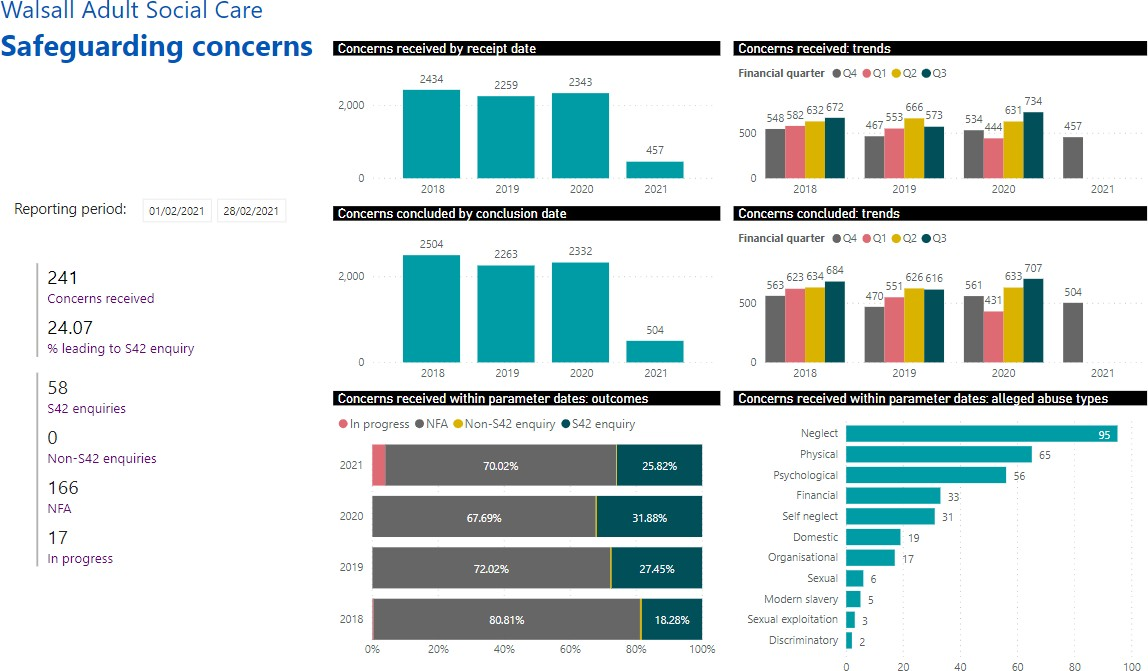 Walsall Adult Social Care
Safeguarding concerns
Reporting period: 01/02/2021 28/02/2021
241
Concerns received
24.07
% leading to S42 enquiry
58
S42 enquiries
0
Non-S42 enquiries
166
NFA
17
In progress
Concerns received by receipt date
2434 2259 2343 457
2,000
0
2018 2019 2020 2021
Concerns received: trends
Financial quarter Q4 Q1 Q2 Q3
548 582 632 672 467 553 666 573 534 444 631 734 457
500
0
2018 2019 2020 2021
Concerns concluded by conclusion date
2504 2263 2332 504
2,000
0
2018 2019 2020 2021
Concerns concluded: trends
Financial quarter Q4 Q1 Q2 Q3
563 623 634 684 470 551 626 616 561 431 633 707 504
500
0
2018 2019 2020 2021
Concerns received within parameter dates: outcomes
In progress NFA Non-S42 enquiry S42 enquiry
2021 70.02% 25.82%
2020 67.69% 31.88%
2019 72.02% 27.45%
2018 80.81% 18.28%
0% 20% 40% 60% 80% 100%
Concerns received within parameter dates: alleged abuse types
Neglect 95
Physical 65
Psychological 56
Financial 33
Self neglect 31
Domestic 19
Organisational 17
Sexual 6
Modern slavery 5
Sexual exploitation 3
Discriminatory 2
0 20 40 60 80 100